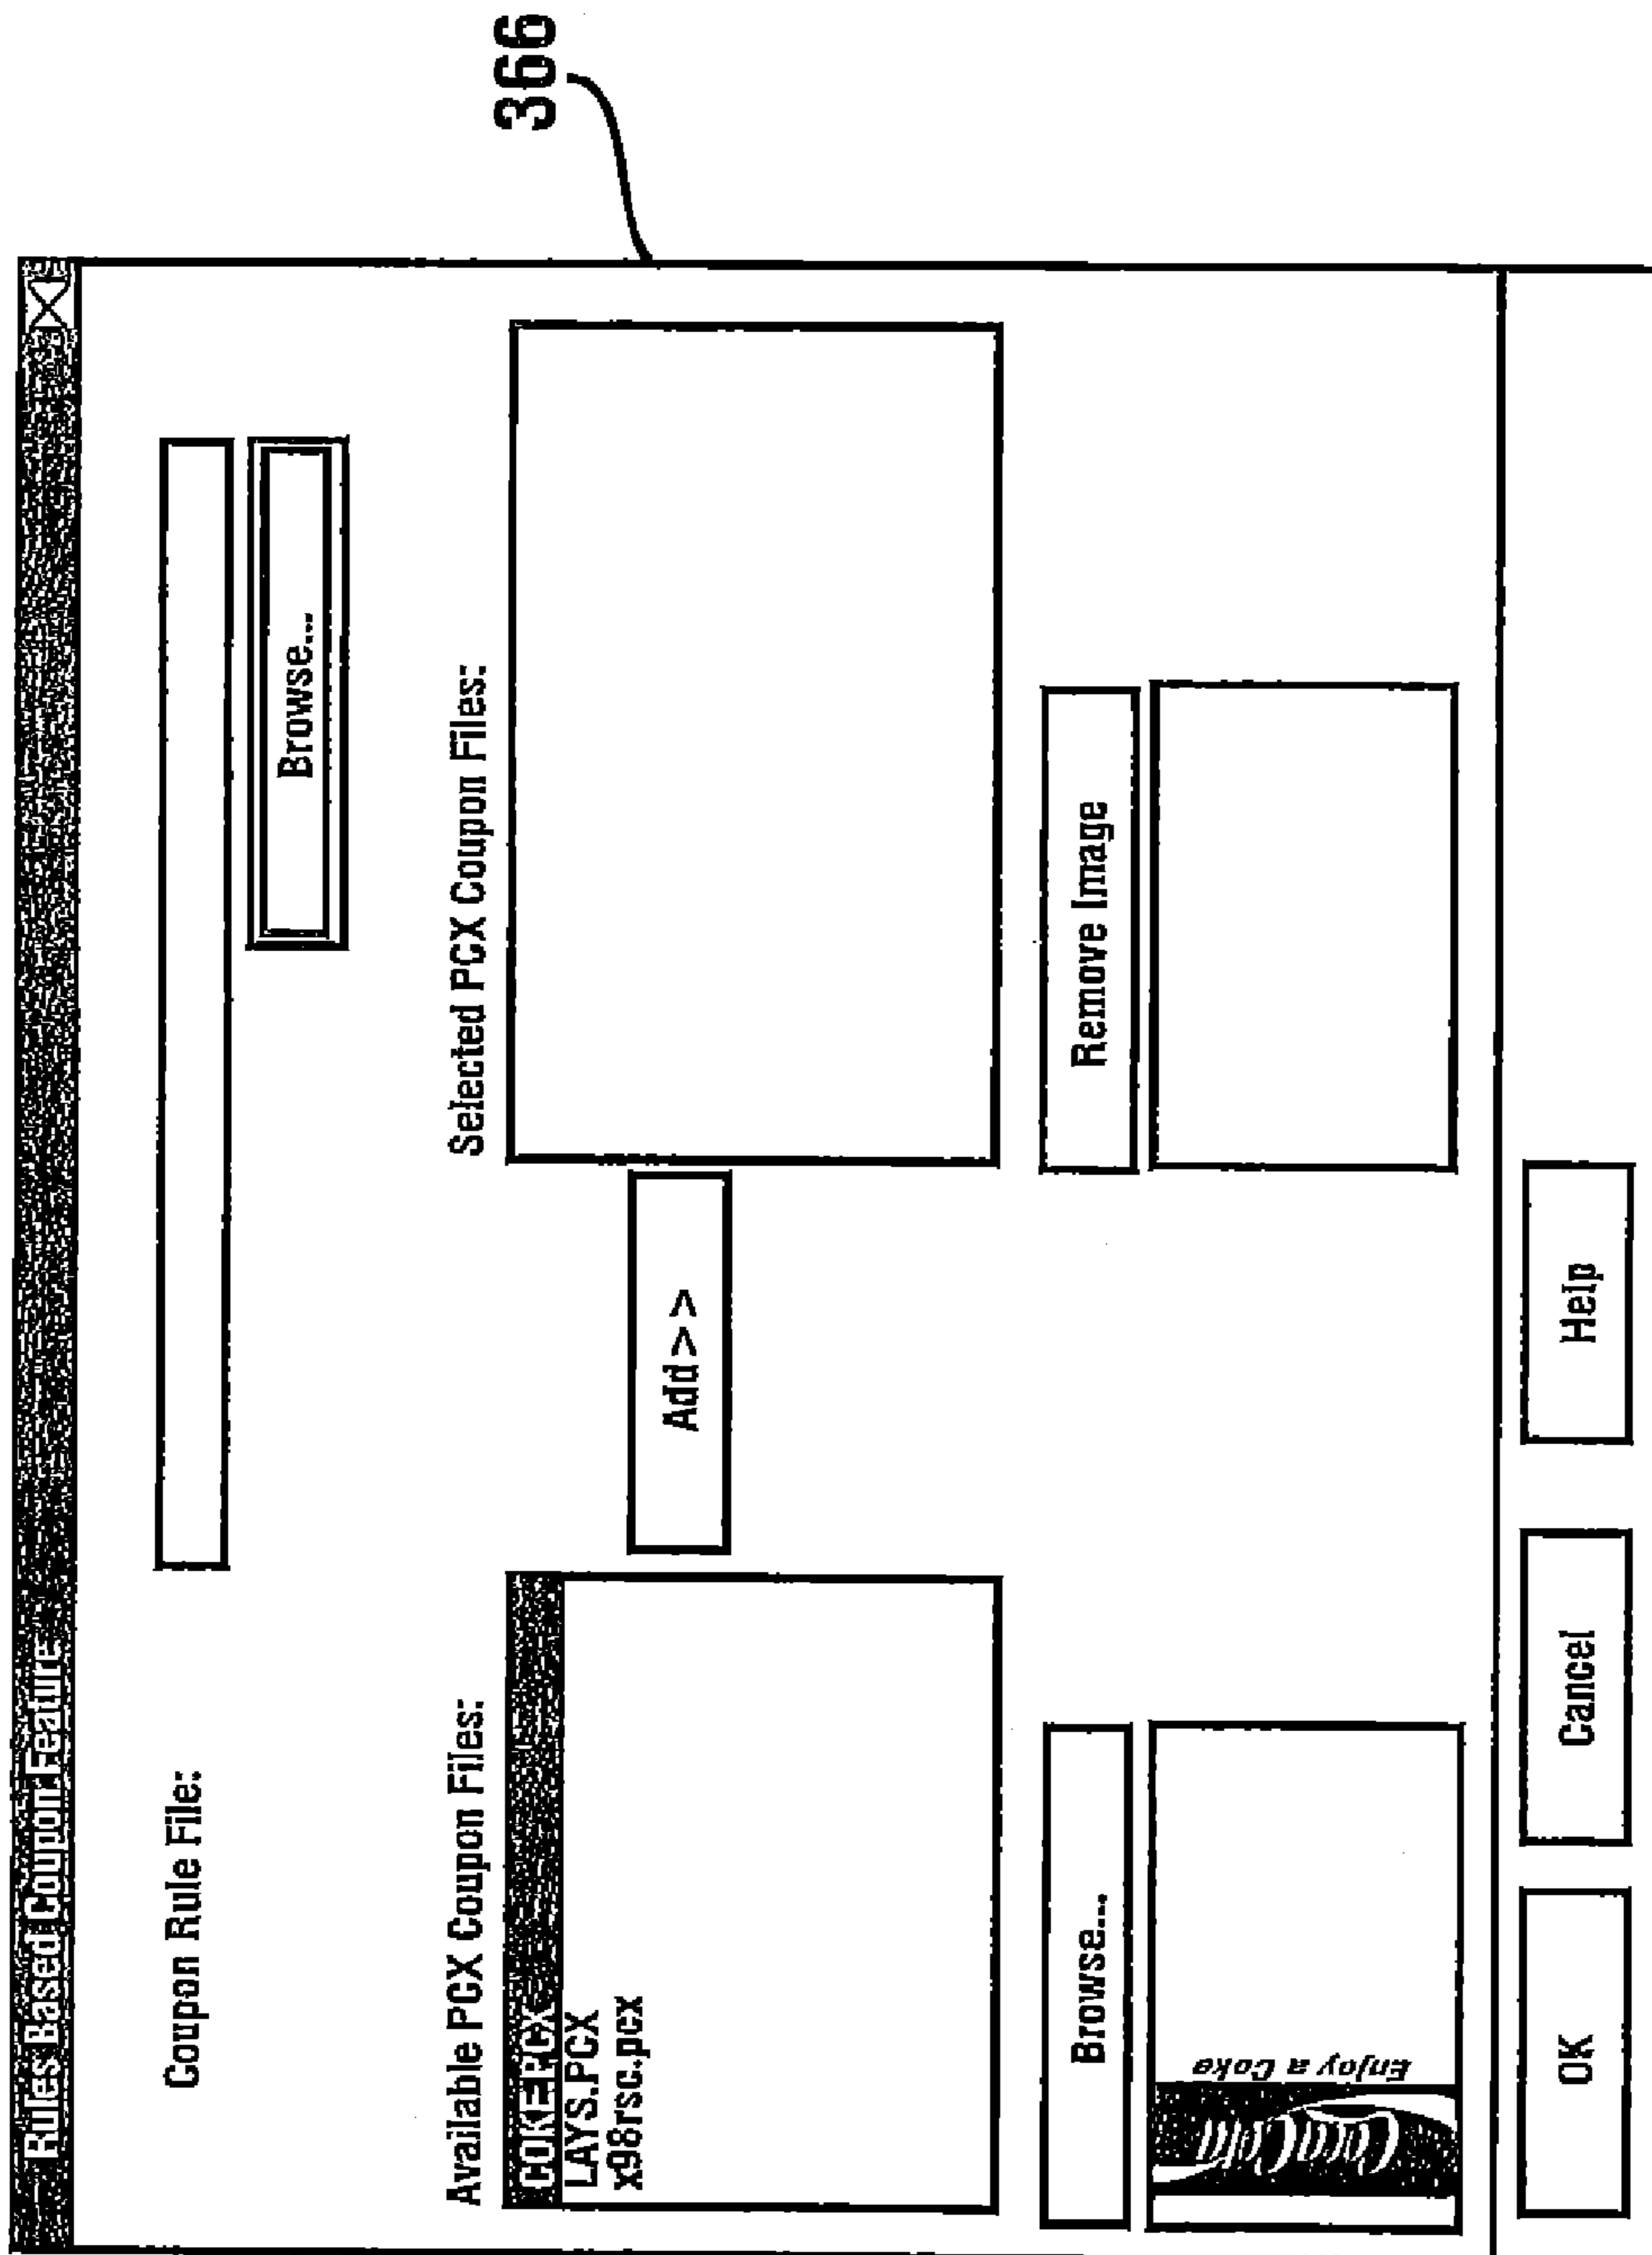 366
Rules Based Coupon Feature
Coupon Rule File:
Browse...
Available PCX Coupon Files:
Selected PCX Coupon Files:
COKE.PCX
LAYS.PCX
x98rsc.pcx
Add>>
Browse...
Remove Image
Enjoy a Coke
OK
Cancel
Help